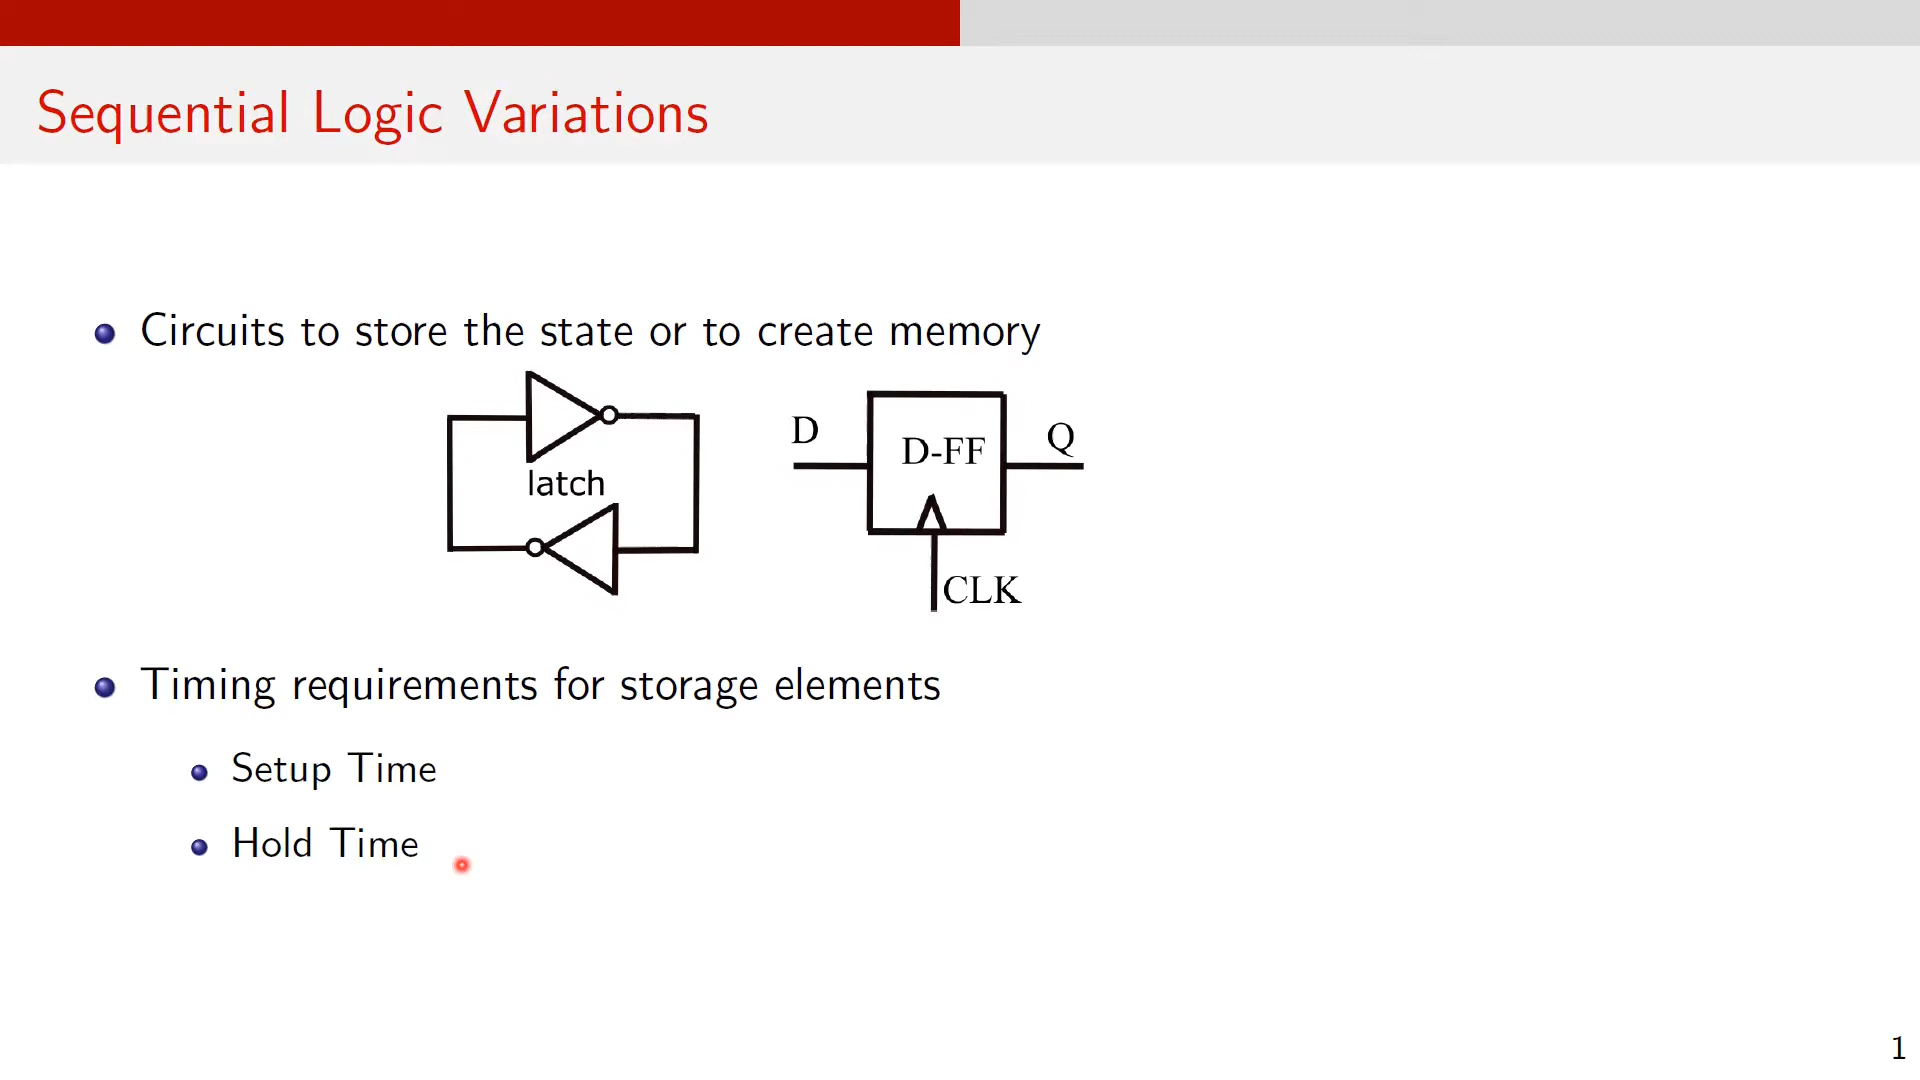 Sequential Logic Variations
Circuits to store the state or to create memory
latch
D
D-FF
Q
CLK
Timing requirements for storage elements
Setup Time
Hold Time
1